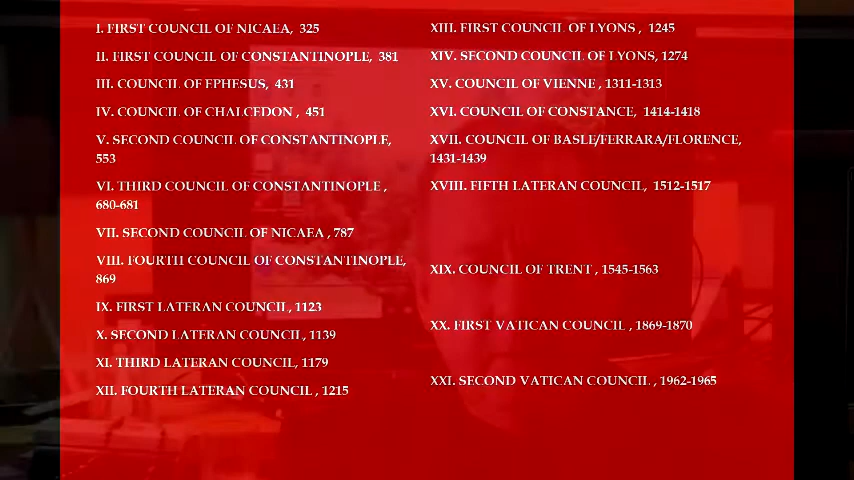 I. FIRST COUNCIL OF NICAEA, 325
II. FIRST COUNCIL OF CONSTANTINOPLE, 381
III. COUNCIL OF EPHESUS, 431
IV. COUNCIL OF CHALCEDON , 451
V. SECOND COUNCIL OF CONSTANTINOPLE,
553
VI. THIRD COUNCIL OF CONSTANTINOPLE ,
680-681
VII. SECOND COUNCIL OF NICAEA , 787
VIII. FOURTH COUNCIL OF CONSTANTINOPLE,
869
IX. FIRST LATERAN COUNCIL, 1123
X. SECOND LATERAN COUNCIL, 1139
XI. THIRD LATERAN COUNCIL, 1179
XII. FOURTH LATERAN COUNCIL , 1215
XIII. FIRST COUNCIL OF LYONS , 1245
XIV. SECOND COUNCIL OF LYONS, 1274
XV. COUNCIL OF VIENNE , 1311-1313
XVI. COUNCIL OF CONSTANCE, 1414-1418
XVII. COUNCIL OF BASLE/FERRARA/FLORENCE,
1431-1439
XVIII. FIFTH LATERAN COUNCIL, 1512-1517
XIX. COUNCIL OF TRENT , 1545-1563
XX. FIRST VATICAN COUNCIL , 1869-1870
XXI. SECOND VATICAN COUNCIL , 1962-1965